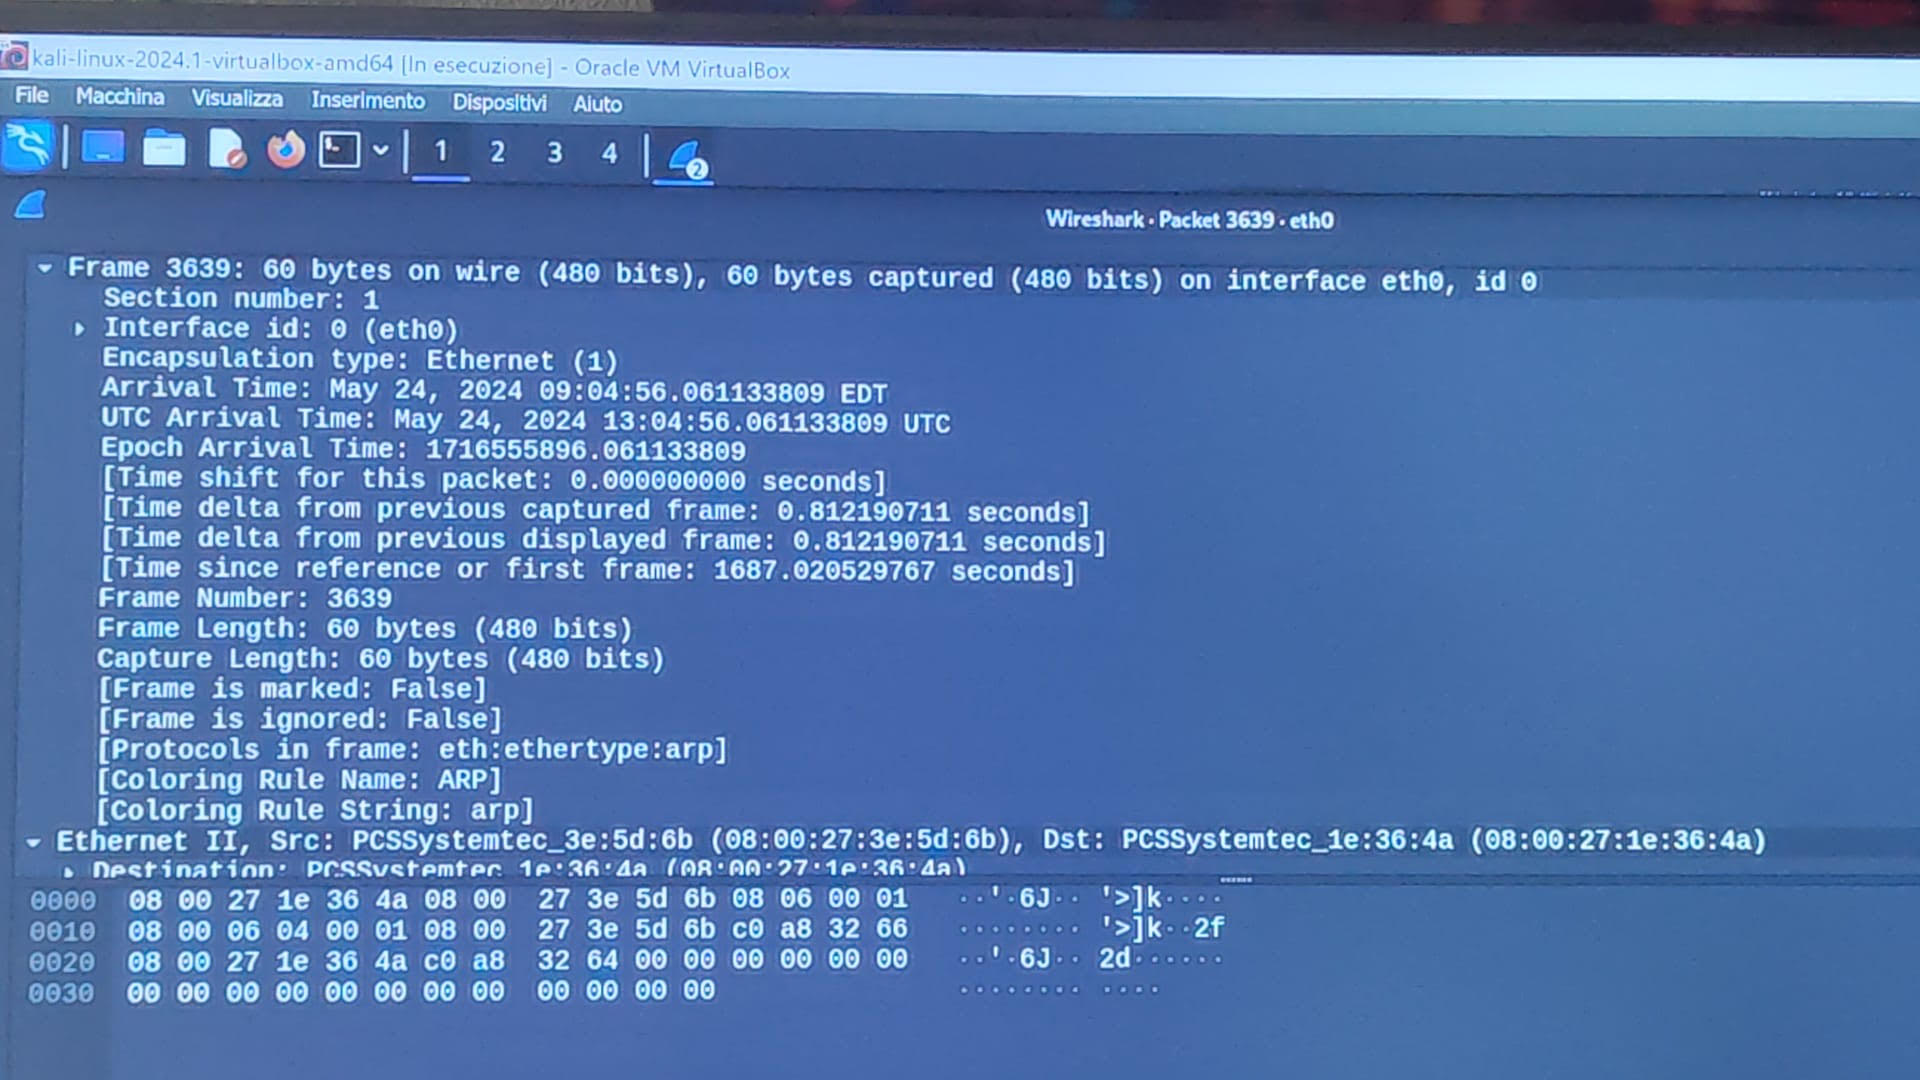 kali-linux-2024.1-virtualbox-amd64 [In esecuzione] - Oracle VM VirtualBox
File Macchina Visualizza Inserimento Dispositivi Aiuto
1 2 3 4 2
Wireshark · Packet 3639 · eth0
Frame 3639: 60 bytes on wire (480 bits), 60 bytes captured (480 bits) on interface eth0, id 0
Section number: 1
Interface id: 0 (eth0)
Encapsulation type: Ethernet (1)
Arrival Time: May 24, 2024 09:04:56.061133809 EDT
UTC Arrival Time: May 24, 2024 13:04:56.061133809 UTC
Epoch Arrival Time: 1716555896.061133809
[Time shift for this packet: 0.000000000 seconds]
[Time delta from previous captured frame: 0.812190711 seconds]
[Time delta from previous displayed frame: 0.812190711 seconds]
[Time since reference or first frame: 1687.020529767 seconds]
Frame Number: 3639
Frame Length: 60 bytes (480 bits)
Capture Length: 60 bytes (480 bits)
[Frame is marked: False]
[Frame is ignored: False]
[Protocols in frame: eth:ethertype:arp]
[Coloring Rule Name: ARP]
[Coloring Rule String: arp]
Ethernet II, Src: PCSSystemtec_3e:5d:6b (08:00:27:3e:5d:6b), Dst: PCSSystemtec_1e:36:4a (08:00:27:1e:36:4a)
Destination: PCSSystemtec_1e:36:4a (08:00:27:1e:36:4a)
0000 08 00 27 1e 36 4a 08 00 27 3e 5d 6b 08 06 00 01 ··'·6J·· '>]k····
0010 08 00 06 04 00 01 08 00 27 3e 5d 6b c0 a8 32 66 ········ '>]k··2f
0020 08 00 27 1e 36 4a c0 a8 32 64 00 00 00 00 00 00 ··'·6J·· 2d······
0030 00 00 00 00 00 00 00 00 00 00 00 00 ········ ····